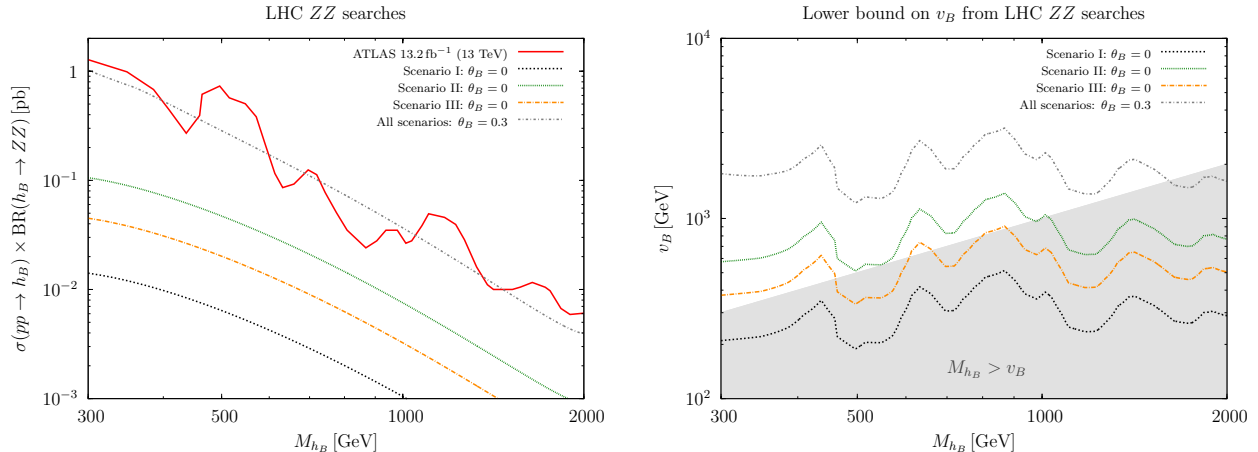 LHC ZZ searches
σ(pp → h_B) × BR(h_B → ZZ) [pb]
1
10⁻¹
10⁻²
10⁻³
ATLAS 13.2 fb⁻¹ (13 TeV)
Scenario I: θ_B = 0
Scenario II: θ_B = 0
Scenario III: θ_B = 0
All scenarios: θ_B = 0.3
300 500 1000 2000
M_{h_B} [GeV]
Lower bound on v_B from LHC ZZ searches
v_B [GeV]
10⁴
10³
10²
Scenario I: θ_B = 0
Scenario II: θ_B = 0
Scenario III: θ_B = 0
All scenarios: θ_B = 0.3
M_{h_B} > v_B
300 500 1000 2000
M_{h_B} [GeV]